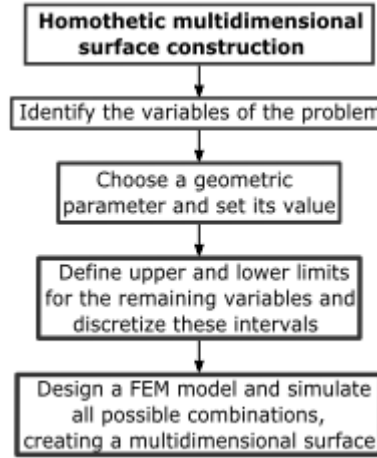 Homothetic multidimensional
surface construction
Identify the variables of the problem
Choose a geometric
parameter and set its value
Define upper and lower limits
for the remaining variables and
discretize these intervals
Design a FEM model and simulate
all possible combinations,
creating a multidimensional surface